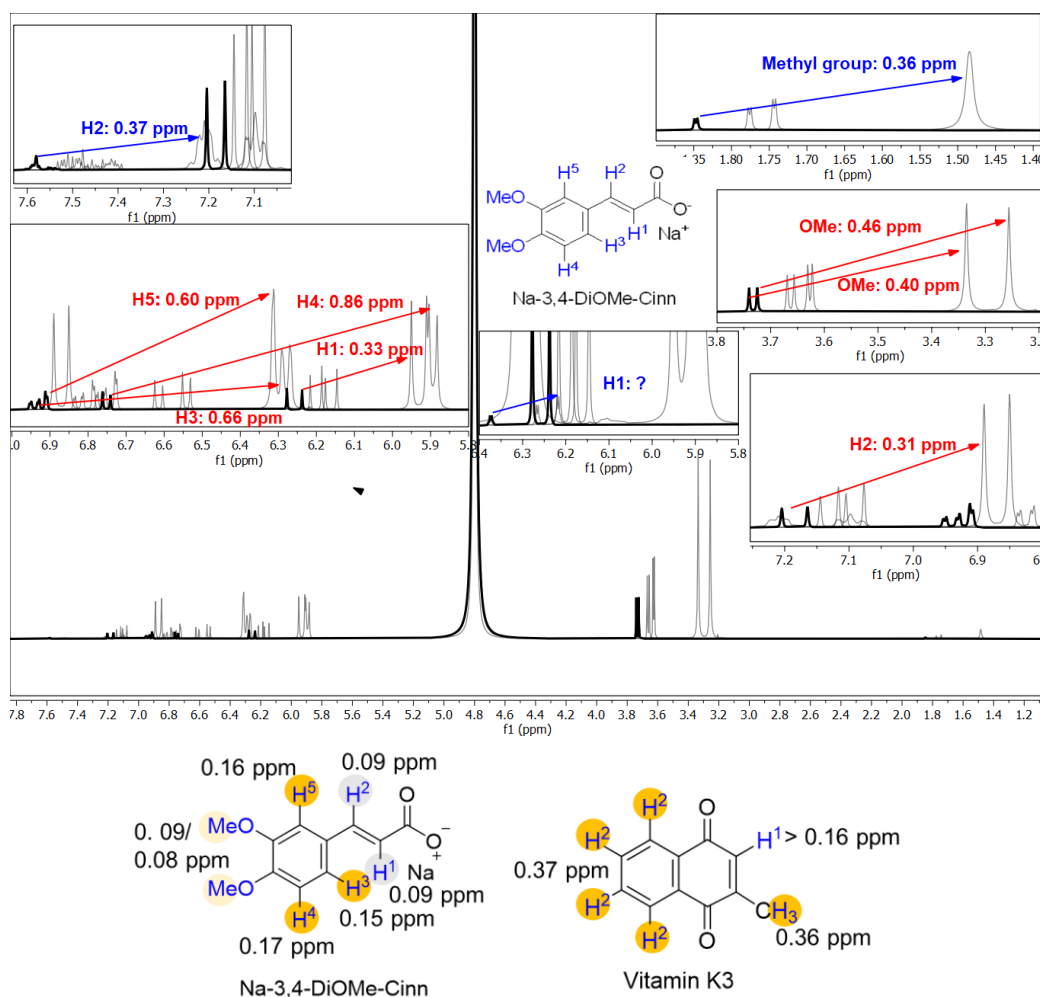 H2: 0.37 ppm
7.6 7.5 7.4 7.3 7.2 7.1
f1 (ppm)
Methyl group: 0.36 ppm
1.85 1.80 1.75 1.70 1.65 1.60 1.55 1.50 1.45 1.40
f1 (ppm)
H5 H2 O
MeO
O-
MeO
H3 H1 Na+
H4
Na-3,4-DiOMe-Cinn
OMe: 0.46 ppm
OMe: 0.40 ppm
3.8 3.7 3.6 3.5 3.4 3.3 3.2
f1 (ppm)
H5: 0.60 ppm
H4: 0.86 ppm
H1: 0.33 ppm
H3: 0.66 ppm
6.9 6.8 6.7 6.6 6.5 6.4 6.3 6.2 6.1 6.0 5.9 5.8
f1 (ppm)
H1: ?
6.3 6.2 6.1 6.0 5.9 5.8
f1 (ppm)
H2: 0.31 ppm
7.2 7.1 7.0 6.9
f1 (ppm)
7.8 7.6 7.4 7.2 7.0 6.8 6.6 6.4 6.2 6.0 5.8 5.6 5.4 5.2 5.0 4.8 4.6 4.4 4.2 4.0 3.8 3.6 3.4 3.2 3.0 2.8 2.6 2.4 2.2 2.0 1.8 1.6 1.4 1.2
f1 (ppm)
0.16 ppm
0.09 ppm
H5 H2 O
0. 09/
0.08 ppm
MeO
O-
+
Na
MeO
H3 H1
0.09 ppm
H4
0.15 ppm
0.17 ppm
Na-3,4-DiOMe-Cinn
H2 O
H2
H1 > 0.16 ppm
0.37 ppm
H2
CH3
H2 O
0.36 ppm
Vitamin K3